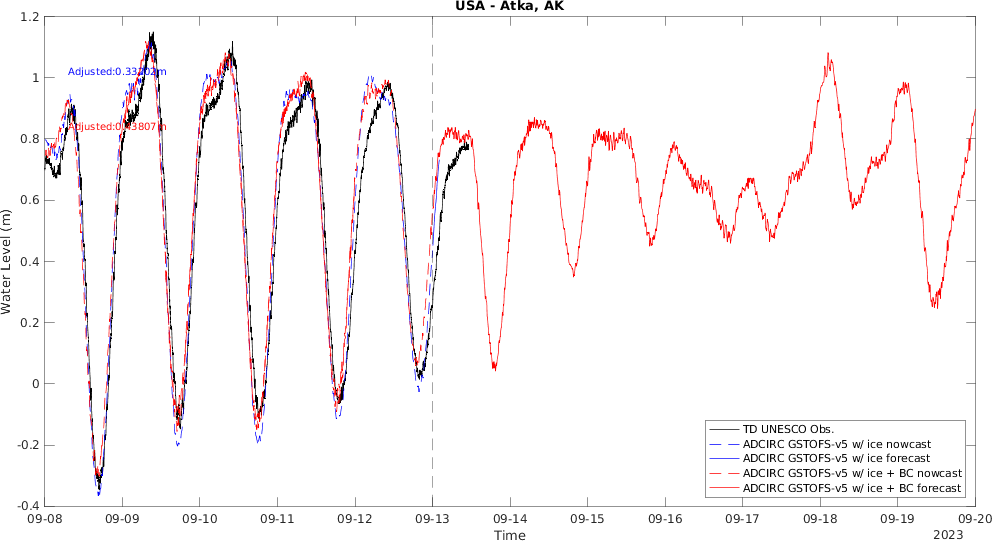 USA - Atka, AK
1.2
1
0.8
0.6
0.4
0.2
0
-0.2
-0.4
Water Level (m)
TD UNESCO Obs.
ADCIRC GSTOFS-v5 w/ ice nowcast
ADCIRC GSTOFS-v5 w/ ice forecast
ADCIRC GSTOFS-v5 w/ ice + BC nowcast
ADCIRC GSTOFS-v5 w/ ice + BC forecast
09-08 09-09 09-10 09-11 09-12 09-13 09-14 09-15 09-16 09-17 09-18 09-19 09-20
Time
2023